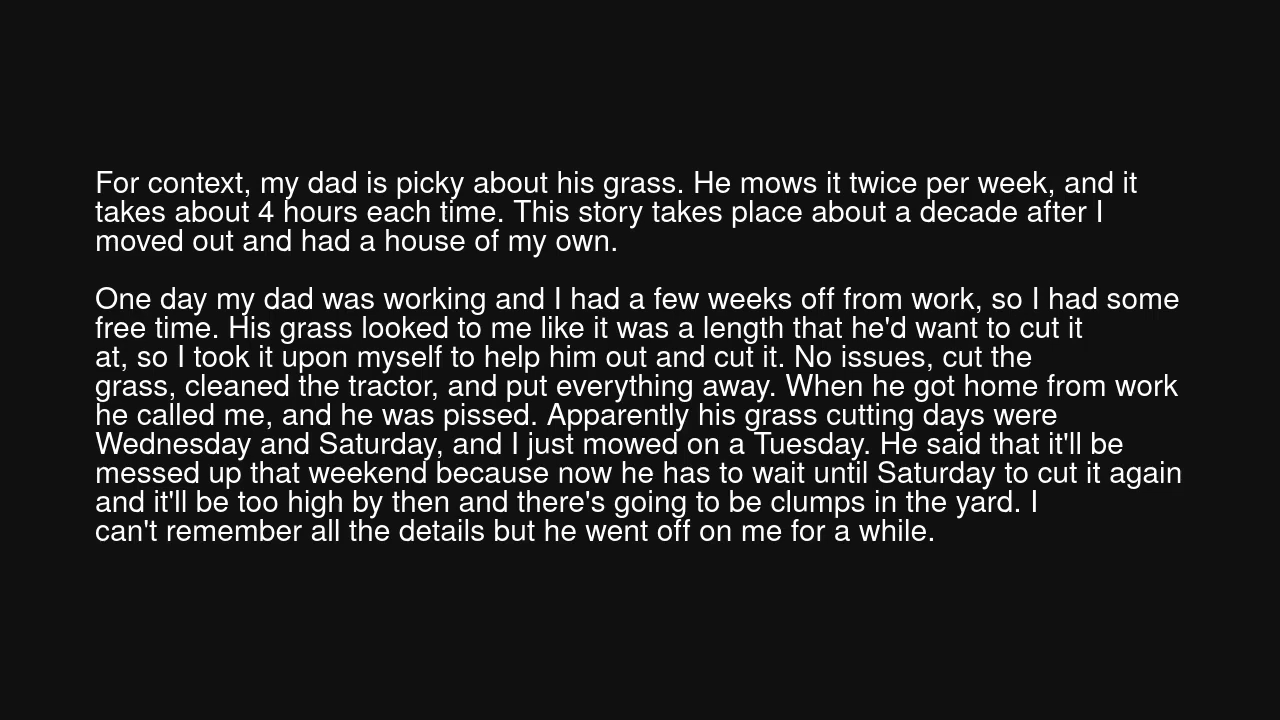 For context, my dad is picky about his grass. He mows it twice per week, and it
takes about 4 hours each time. This story takes place about a decade after I
moved out and had a house of my own.
One day my dad was working and I had a few weeks off from work, so I had some
free time. His grass looked to me like it was a length that he'd want to cut it
at, so I took it upon myself to help him out and cut it. No issues, cut the
grass, cleaned the tractor, and put everything away. When he got home from work
he called me, and he was pissed. Apparently his grass cutting days were
Wednesday and Saturday, and I just mowed on a Tuesday. He said that it'll be
messed up that weekend because now he has to wait until Saturday to cut it again
and it'll be too high by then and there's going to be clumps in the yard. I
can't remember all the details but he went off on me for a while.